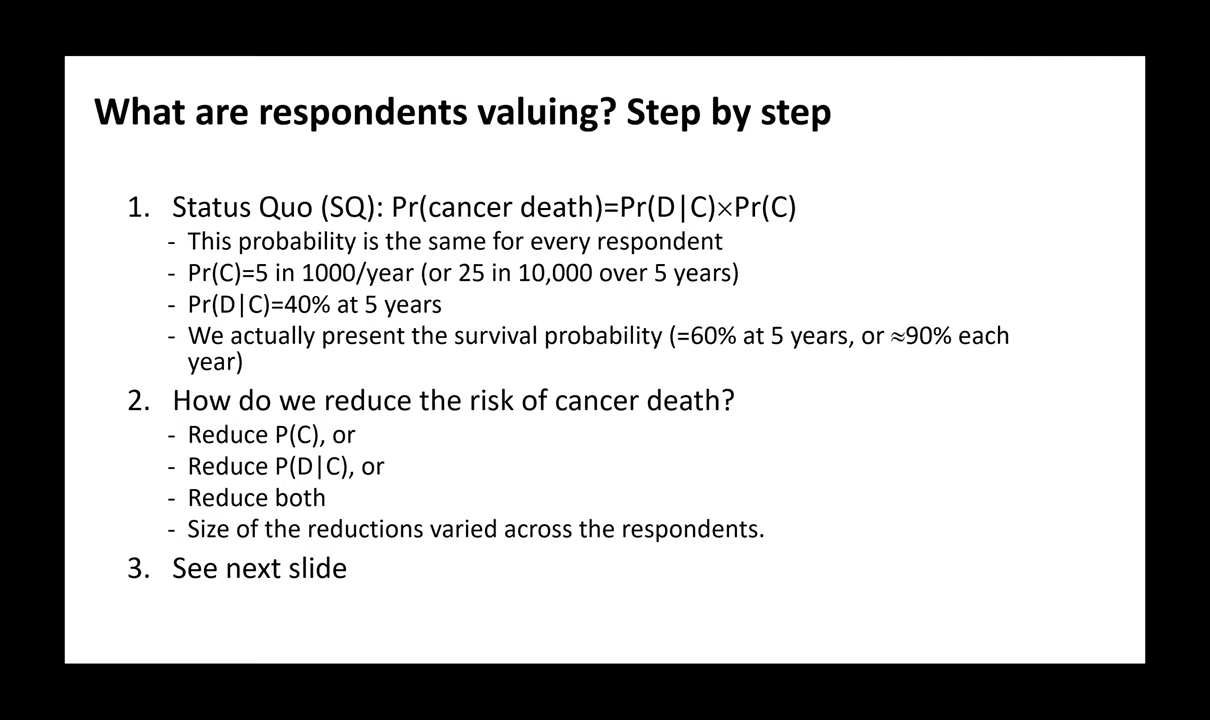 What are respondents valuing? Step by step
1. Status Quo (SQ): Pr(cancer death)=Pr(D|C)×Pr(C)
- This probability is the same for every respondent
- Pr(C)=5 in 1000/year (or 25 in 10,000 over 5 years)
- Pr(D|C)=40% at 5 years
- We actually present the survival probability (=60% at 5 years, or ≈90% each
year)
2. How do we reduce the risk of cancer death?
- Reduce P(C), or
- Reduce P(D|C), or
- Reduce both
- Size of the reductions varied across the respondents.
3. See next slide